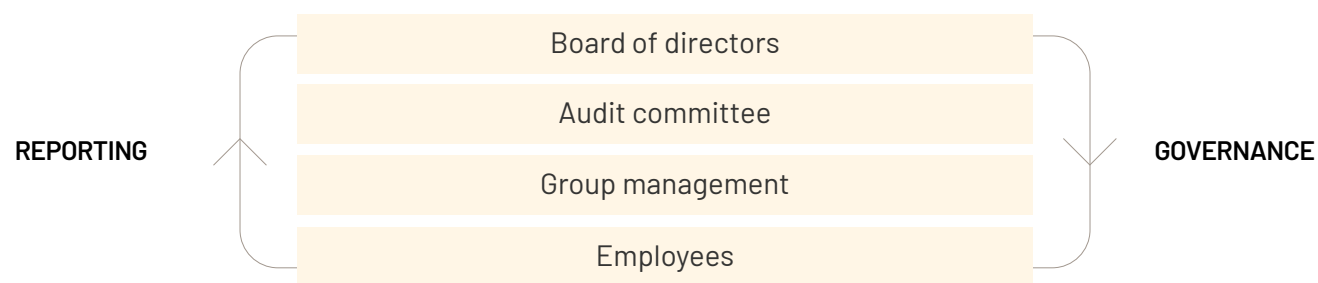 Board of directors
Audit committee
REPORTING
GOVERNANCE
Group management
Employees